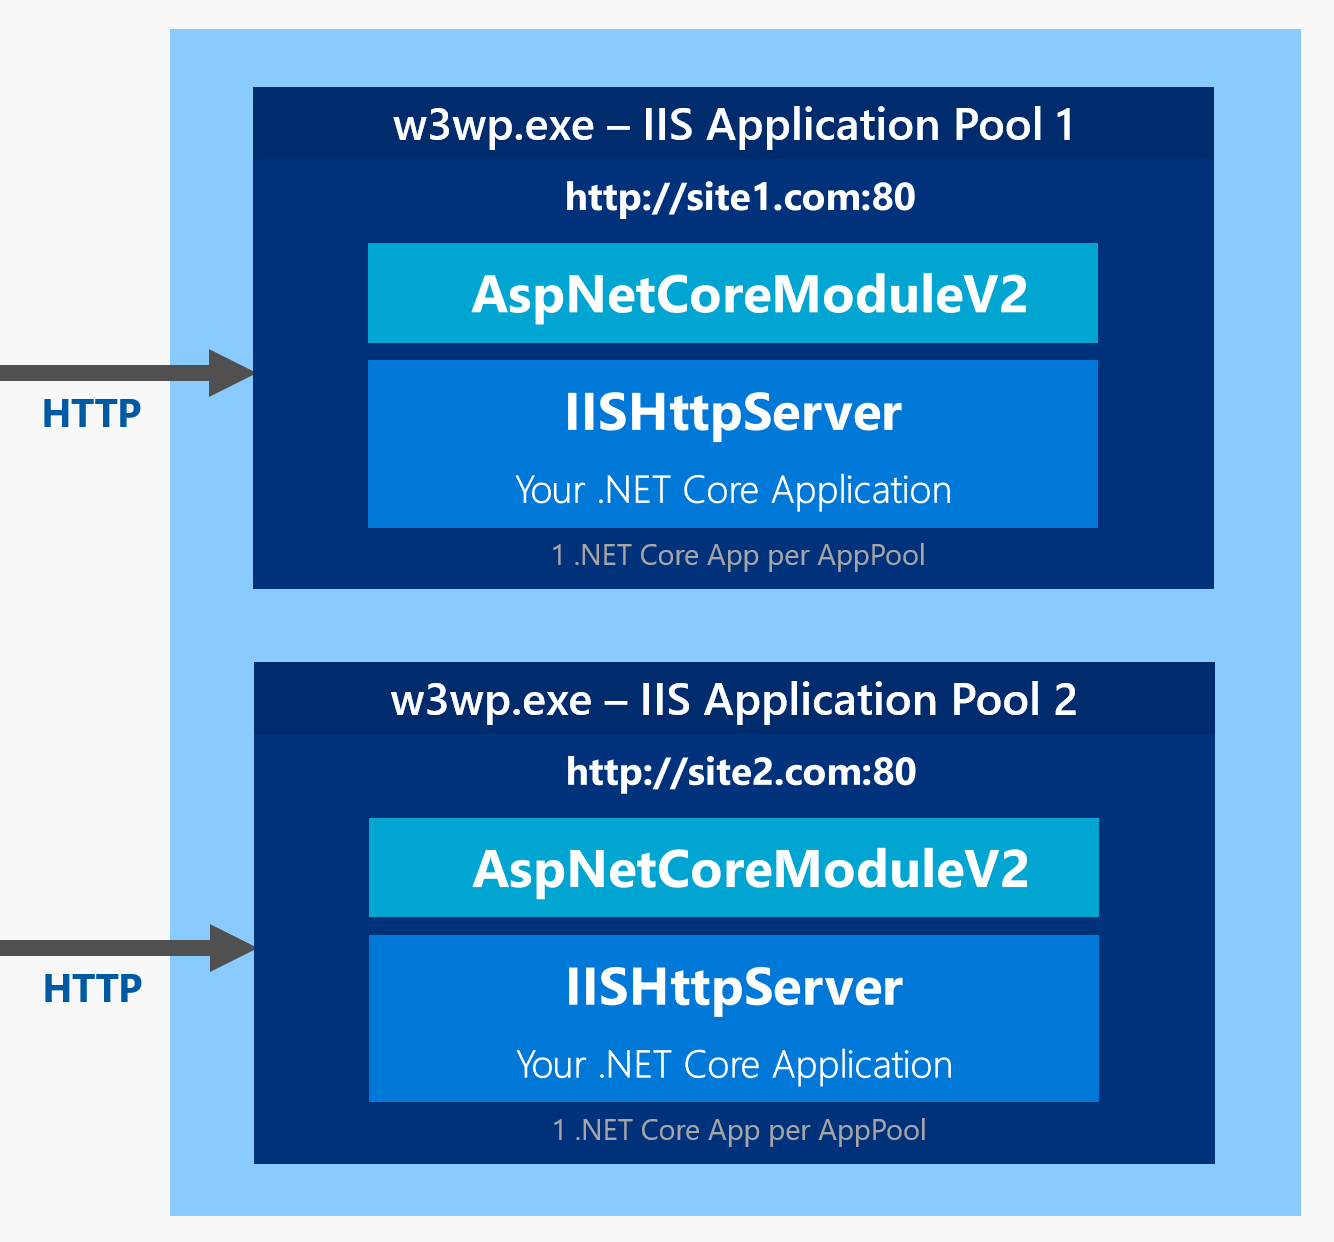 w3wp.exe – IIS Application Pool 1
http://site1.com:80
AspNetCoreModuleV2
HTTP
IISHttpServer
Your .NET Core Application
1 .NET Core App per AppPool
w3wp.exe – IIS Application Pool 2
http://site2.com:80
AspNetCoreModuleV2
HTTP
IISHttpServer
Your .NET Core Application
1 .NET Core App per AppPool